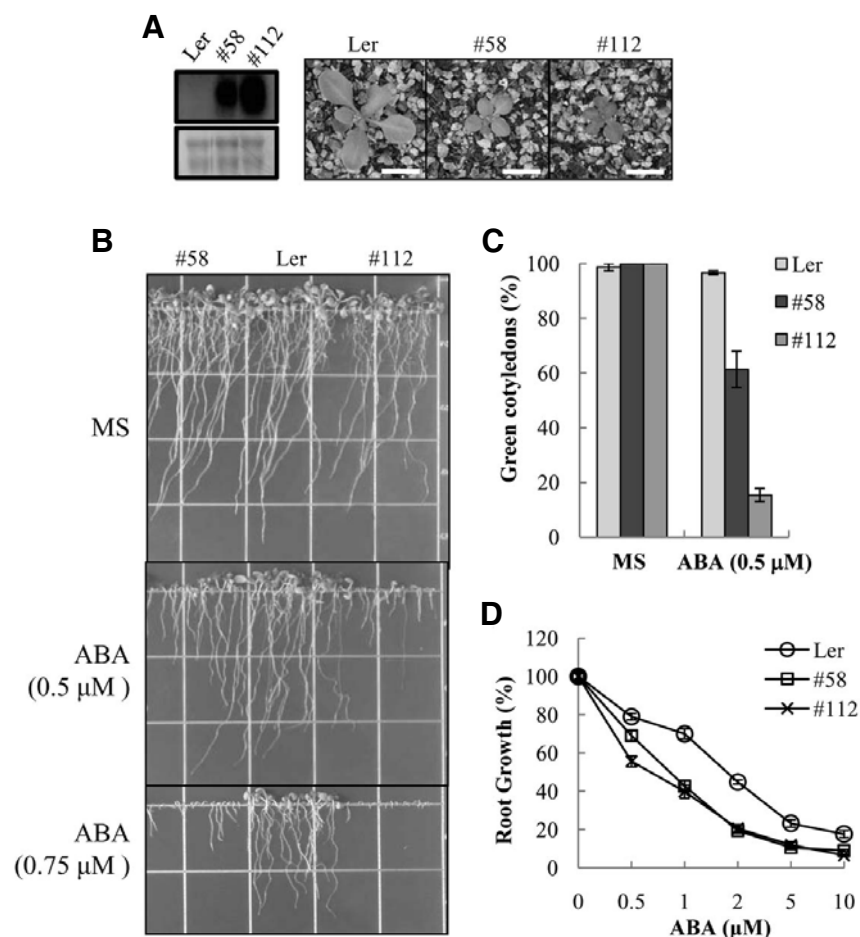 A
Ler #58 #112
Ler #58 #112
B
#58 Ler #112
MS
ABA
(0.5 μM )
ABA
(0.75 μM )
C
Green cotyledons (%)
100
80
60
40
20
0
MS ABA (0.5 μM)
Ler
#58
#112
D
Root Growth (%)
120
100
80
60
40
20
0
0 0.5 1 2 5 10
ABA (μM)
Ler
#58
#112